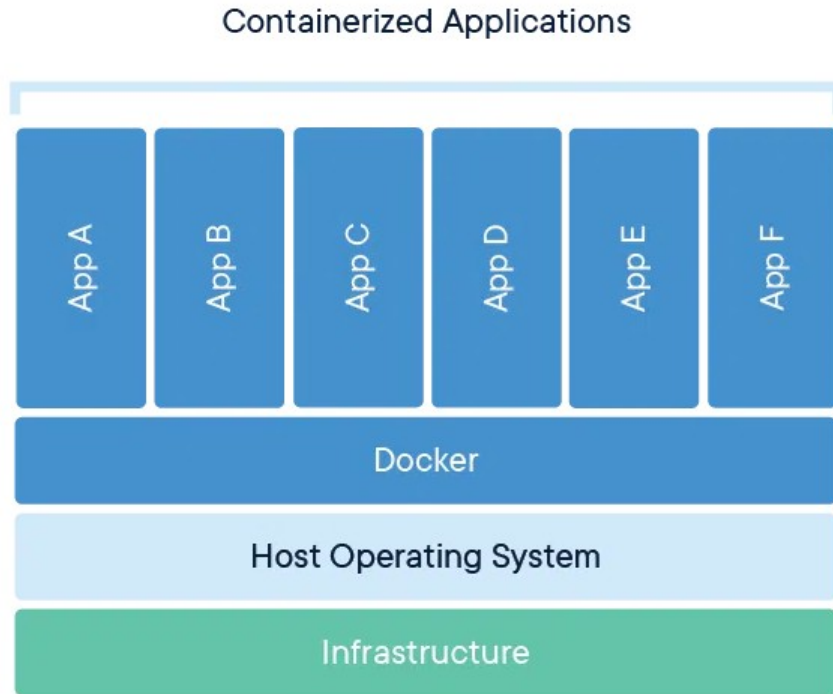 Containerized Applications
App A
App B
App C
App D
App E
App F
Docker
Host Operating System
Infrastructure